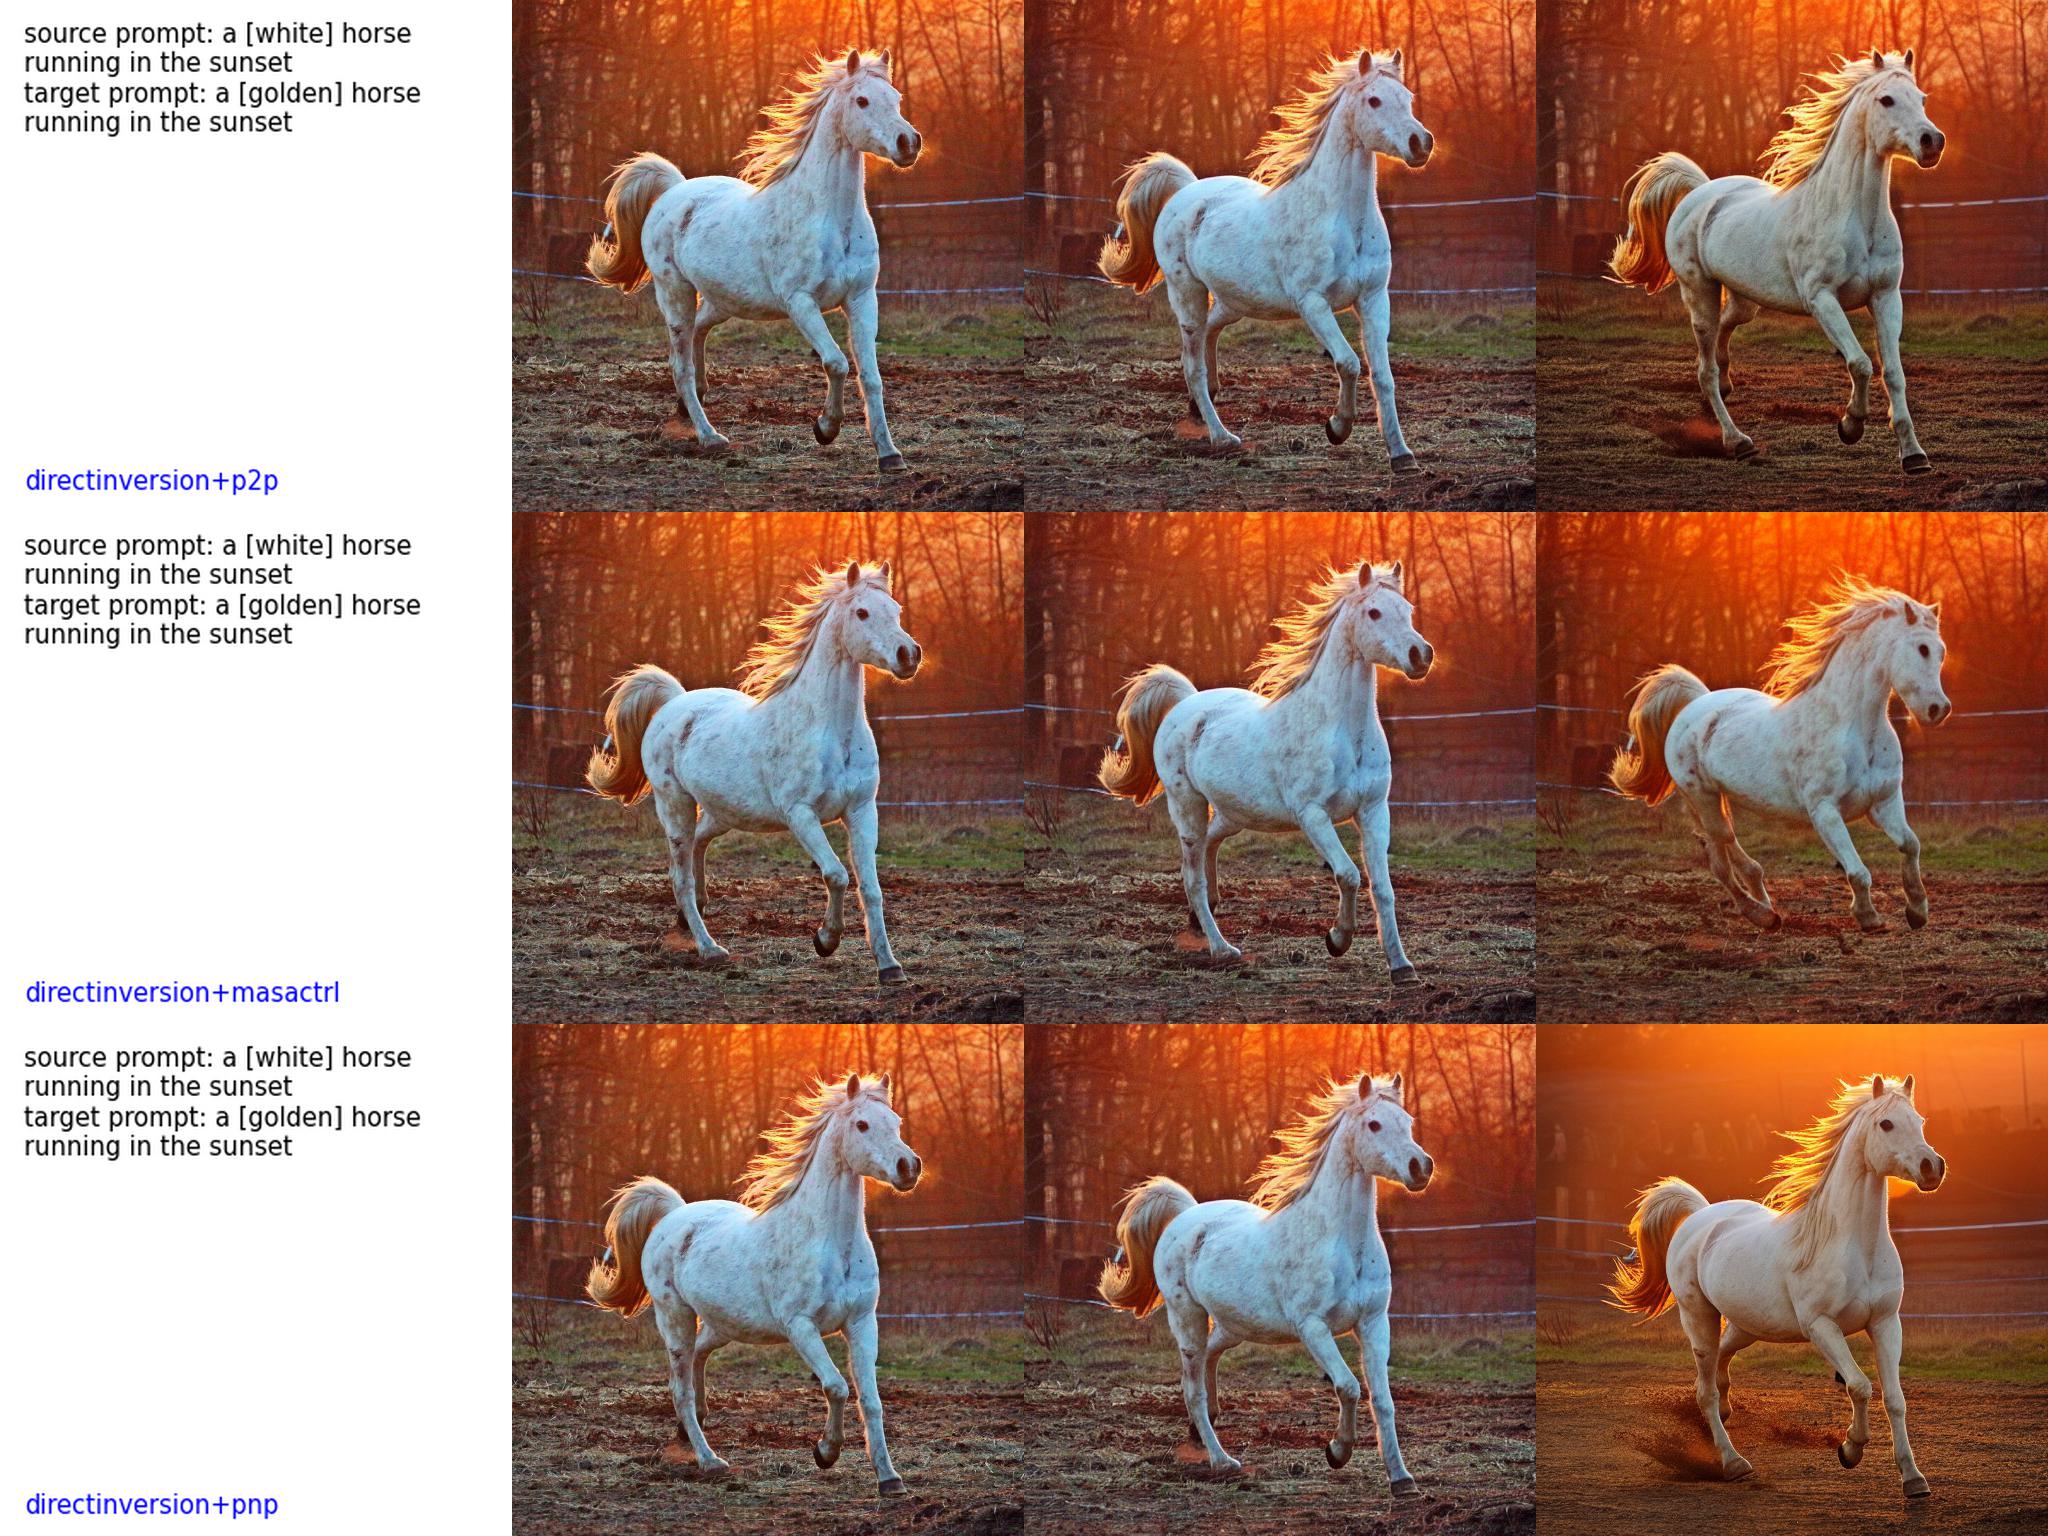 source prompt: a [white] horse
running in the sunset
target prompt: a [golden] horse
running in the sunset
directinversion+p2p
source prompt: a [white] horse
running in the sunset
target prompt: a [golden] horse
running in the sunset
directinversion+masactrl
source prompt: a [white] horse
running in the sunset
target prompt: a [golden] horse
running in the sunset
directinversion+pnp